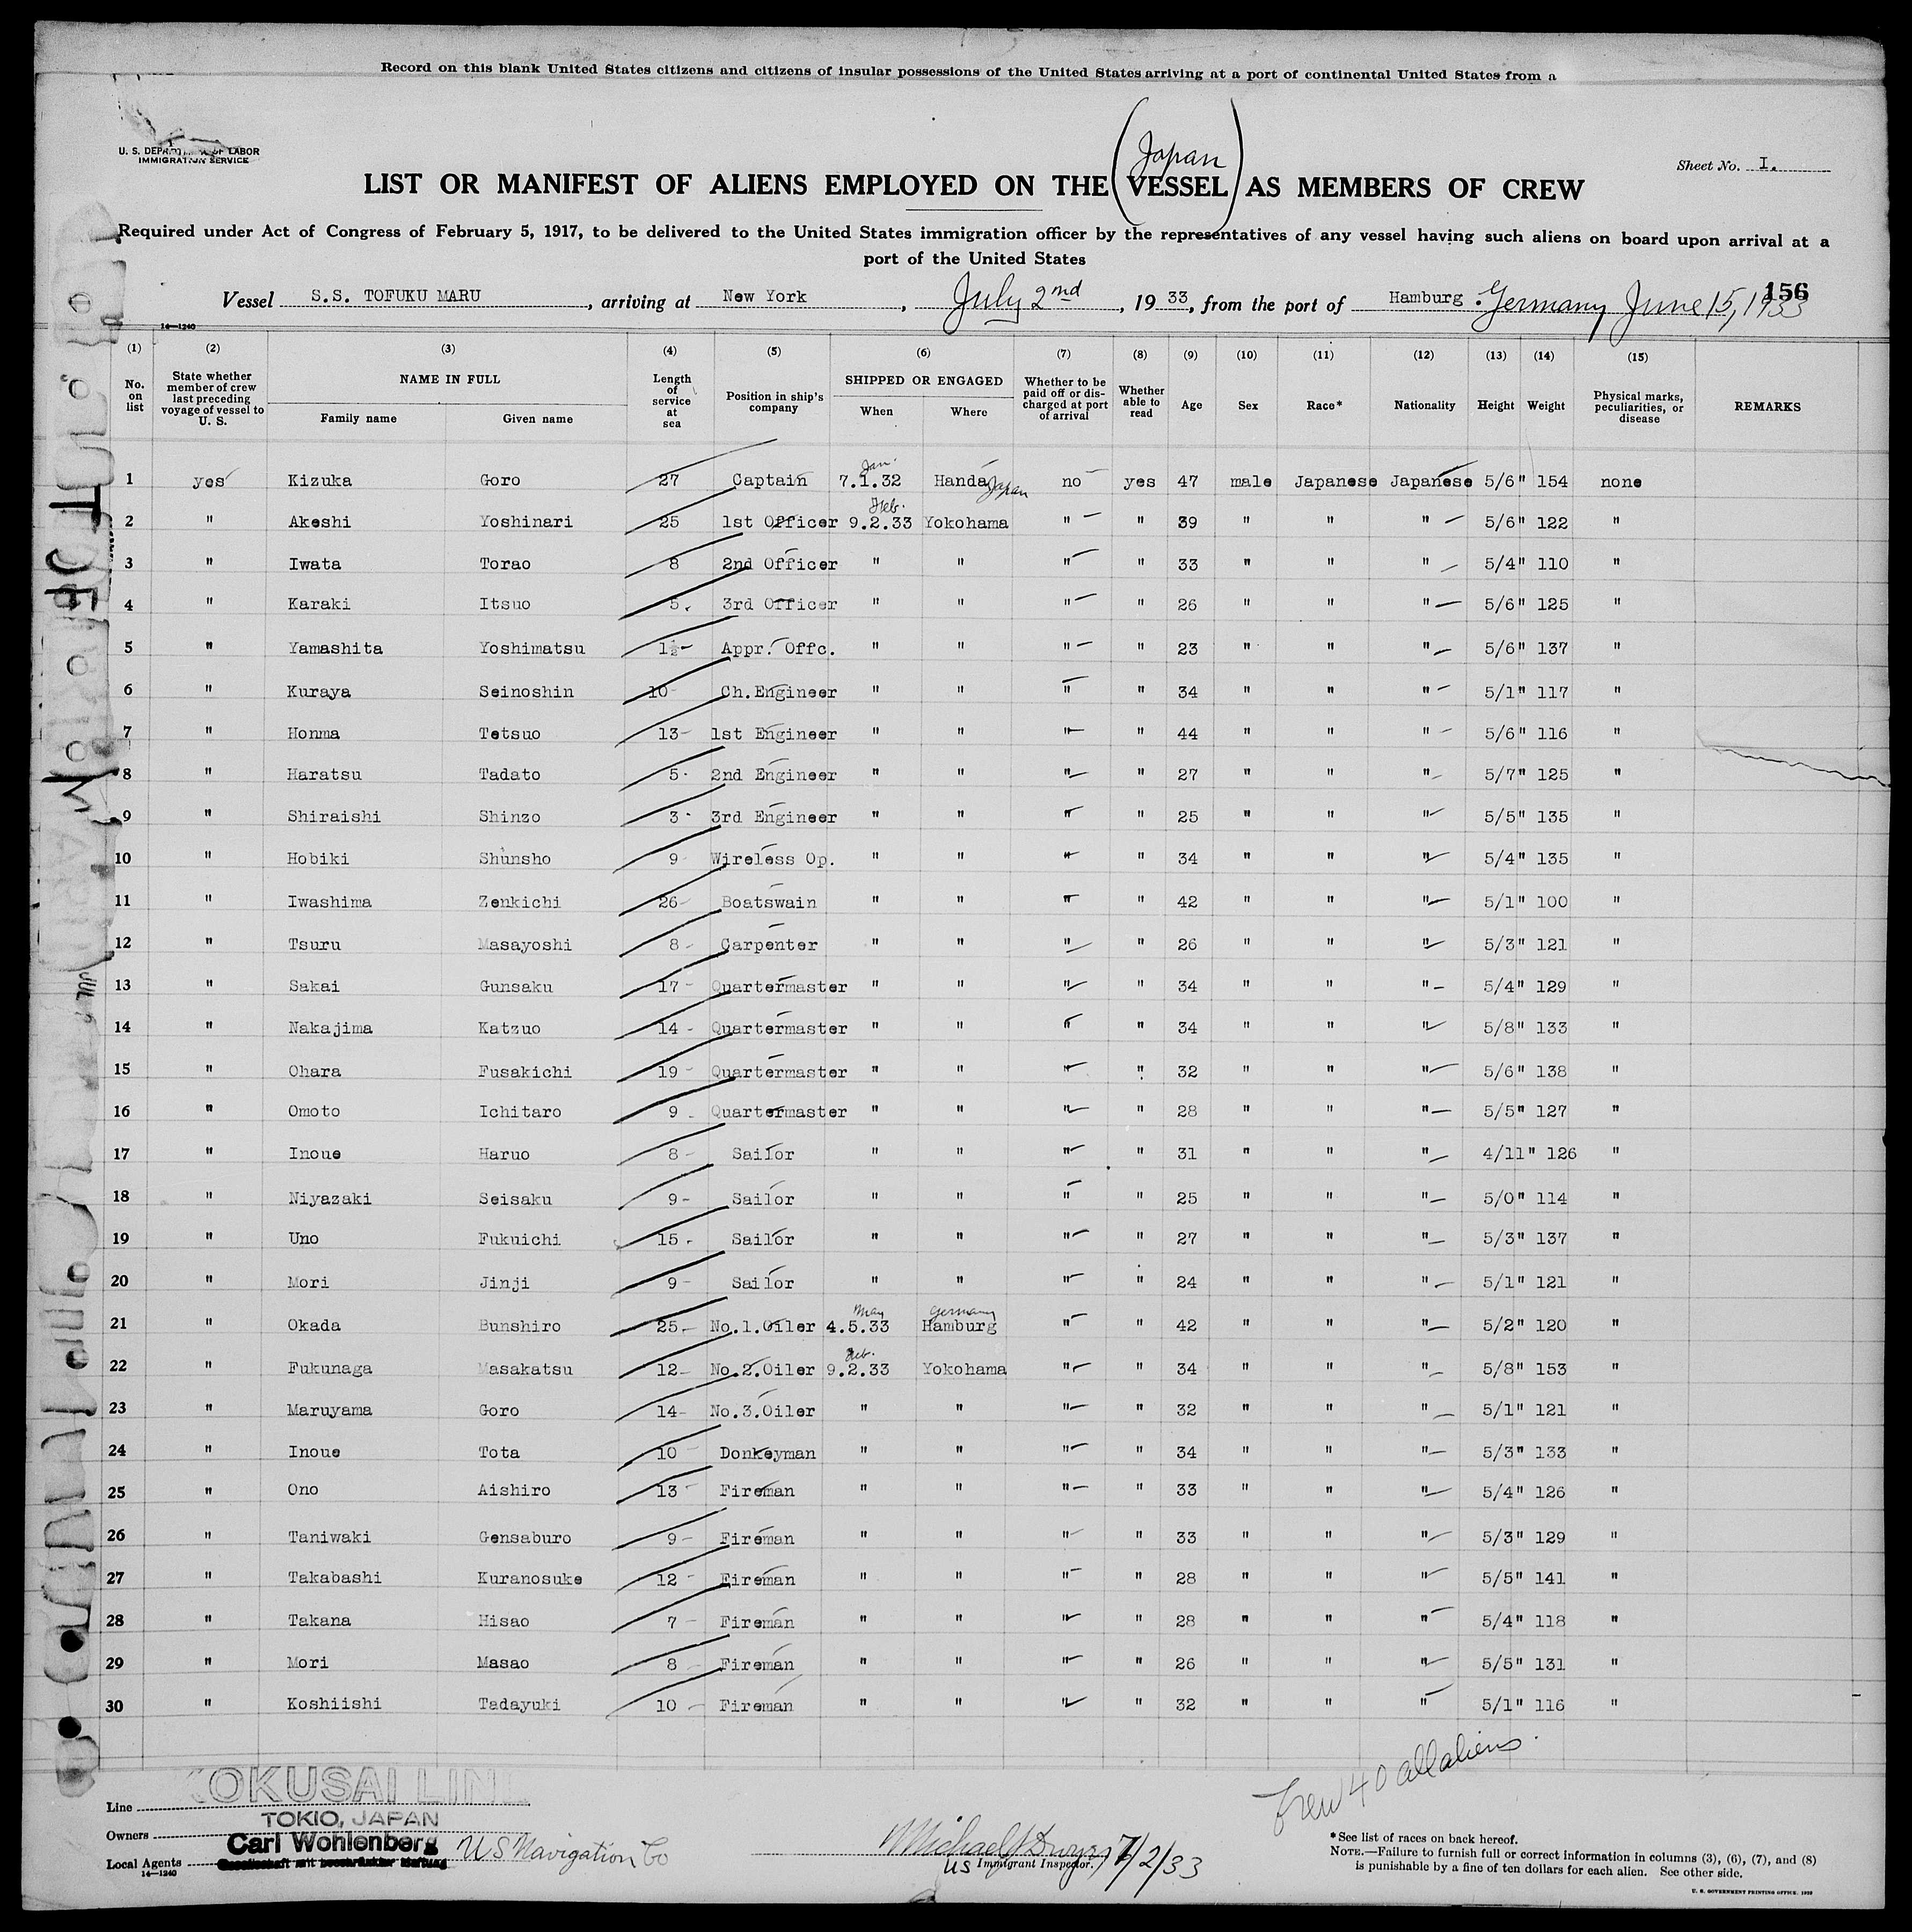 Record on this blank United States citizens and citizens of insular possessions of the United States arriving at a port of continental United States from a
U. S. DEPARTMENT OF LABOR
IMMIGRATION SERVICE
Japan
Sheet No. I.
LIST OR MANIFEST OF ALIENS EMPLOYED ON THE (VESSEL) AS MEMBERS OF CREW
Required under Act of Congress of February 5, 1917, to be delivered to the United States immigration officer by the representatives of any vessel having such aliens on board upon arrival at a
port of the United States
156
Vessel S.S. TOFUKU MARU, arriving at New York, July 2nd, 1933, from the port of Hamburg. Germany June 15, 1933
14—1240
(1) (2) (3) (4) (5) (6) (7) (8) (9) (10) (11) (12) (13) (14) (15)
No. on list State whether member of crew last preceding voyage of vessel to U. S. NAME IN FULL Length of service at sea Position in ship's company SHIPPED OR ENGAGED Whether to be paid off or discharged at port of arrival Whether able to read Age Sex Race* Nationality Height Weight Physical marks, peculiarities, or disease REMARKS
Family name Given name When Where
Jan.
1 yes Kizuka Goro 27 Captain 7.1.32 Handa Japan no yes 47 male Japanese Japanese 5/6" 154 none
Feb.
2 " Akeshi Yoshinari 25 1st Officer 9.2.33 Yokohama " " 39 " " " 5/6" 122 "
3 " Iwata Torao 8 2nd Officer " " " " 33 " " " 5/4" 110 "
4 " Karaki Itsuo 5 3rd Officer " " " " 26 " " " 5/6" 125 "
5 " Yamashita Yoshimatsu 1½ Appr. Offc. " " " " 23 " " " 5/6" 137 "
6 " Kuraya Seinoshin 10 Ch.Engineer " " " " 34 " " " 5/1" 117 "
7 " Honma Tetsuo 13 1st Engineer " " " " 44 " " " 5/6" 116 "
8 " Haratsu Tadato 5 2nd Engineer " " " " 27 " " " 5/7" 125 "
9 " Shiraishi Shinzo 3 3rd Engineer " " " " 25 " " " 5/5" 135 "
10 " Hobiki Shunsho 9 Wireless Op. " " " " 34 " " " 5/4" 135 "
11 " Iwashima Zenkichi 26 Boatswain " " " " 42 " " " 5/1" 100 "
12 " Tsuru Masayoshi 8 Carpenter " " " " 26 " " " 5/3" 121 "
13 " Sakai Gunsaku 17 Quartermaster " " " " 34 " " " 5/4" 129 "
14 " Nakajima Katzuo 14 Quartermaster " " " " 34 " " " 5/8" 133 "
15 " Ohara Fusakichi 19 Quartermaster " " " " 32 " " " 5/6" 138 "
16 " Omoto Ichitaro 9 Quartermaster " " " " 28 " " " 5/5" 127 "
17 " Inoue Haruo 8 Sailor " " " " 31 " " " 4/11" 126 "
18 " Niyazaki Seisaku 9 Sailor " " " " 25 " " " 5/0" 114 "
19 " Uno Fukuichi 15 Sailor " " " " 27 " " " 5/3" 137 "
20 " Mori Jinji 9 Sailor " " " " 24 " " " 5/1" 121 "
May Germany
21 " Okada Bunshiro 25 No.1.Oiler 4.5.33 Hamburg " " 42 " " " 5/2" 120 "
Feb.
22 " Fukunaga Masakatsu 12 No.2.Oiler 9.2.33 Yokohama " " 34 " " " 5/8" 153 "
23 " Maruyama Goro 14 No.3.Oiler " " " " 32 " " " 5/1" 121 "
24 " Inoue Tota 10 Donkeyman " " " " 34 " " " 5/3" 133 "
25 " Ono Aishiro 13 Fireman " " " " 33 " " " 5/4" 126 "
26 " Taniwaki Gensaburo 9 Fireman " " " " 33 " " " 5/3" 129 "
27 " Takabashi Kuranosuke 12 Fireman " " " " 28 " " " 5/5" 141 "
28 " Takana Hisao 7 Fireman " " " " 28 " " " 5/4" 118 "
29 " Mori Masao 8 Fireman " " " " 26 " " " 5/5" 131 "
30 " Koshiishi Tadayuki 10 Fireman " " " " 32 " " " 5/1" 116 "
Crew 40 all aliens.
Line KOKUSAI LINE
TOKIO, JAPAN
Owners Carl Wohlenberg
Local Agents Gesellschaft mit beschränkter Haftung US Navigation Co
14—1240
Michael J Dwyer 7/2/33
US Immigrant Inspector.
*See list of races on back hereof.
NOTE.—Failure to furnish full or correct information in columns (3), (6), (7), and (8)
is punishable by a fine of ten dollars for each alien. See other side.
U. S. GOVERNMENT PRINTING OFFICE